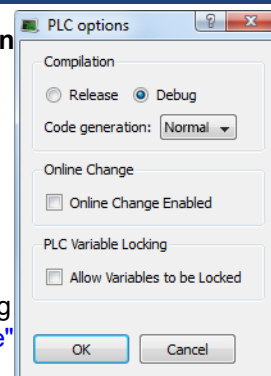 PLC options
n
Compilation
Release Debug
Code generation: Normal
Online Change
Online Change Enabled
PLC Variable Locking
Allow Variables to be Locked
g
e"
OK Cancel